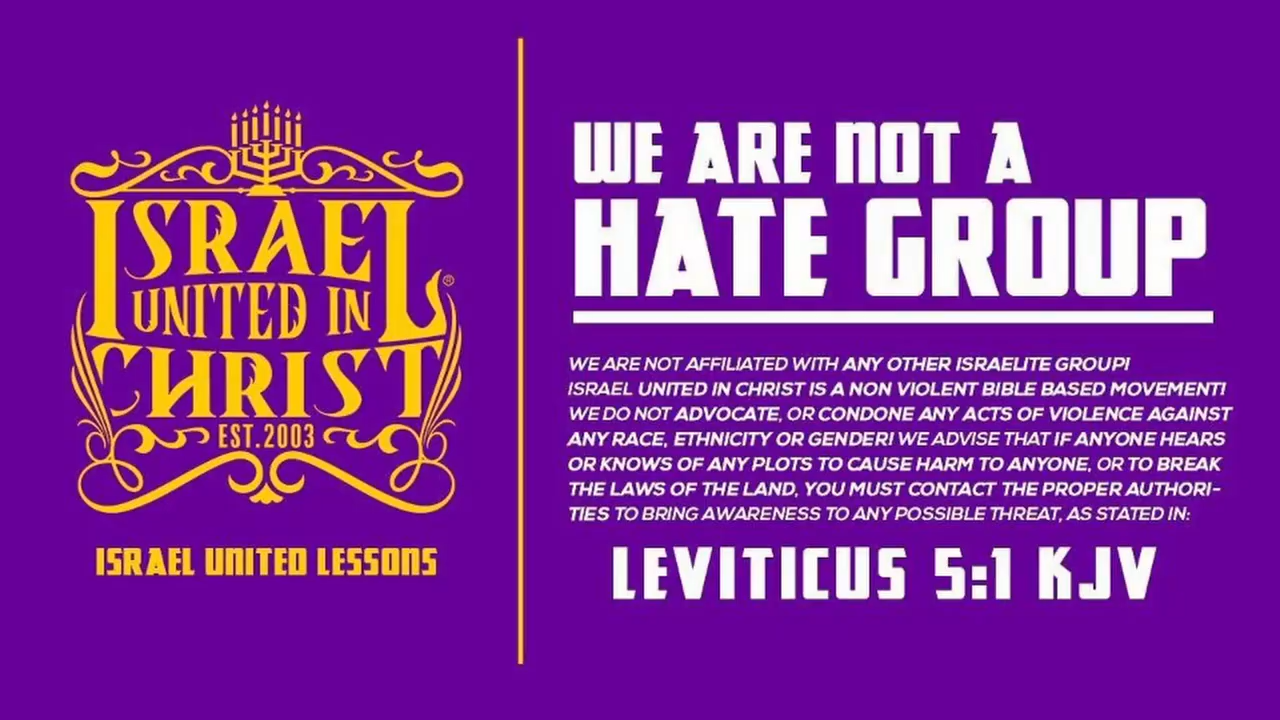 ISRAEL
UNITED IN
CHRIST
EST.2003
ISRAEL UNITED LESSONS
WE ARE NOT A
HATE GROUP
WE ARE NOT AFFILIATED WITH ANY OTHER ISRAELITE GROUP!
ISRAEL UNITED IN CHRIST IS A NON VIOLENT BIBLE BASED MOVEMENT!
WE DO NOT ADVOCATE, OR CONDONE ANY ACTS OF VIOLENCE AGAINST
ANY RACE, ETHNICITY OR GENDER! WE ADVISE THAT IF ANYONE HEARS
OR KNOWS OF ANY PLOTS TO CAUSE HARM TO ANYONE, OR TO BREAK
THE LAWS OF THE LAND, YOU MUST CONTACT THE PROPER AUTHORI-
TIES TO BRING AWARENESS TO ANY POSSIBLE THREAT, AS STATED IN:
LEVITICUS 5:1 KJV